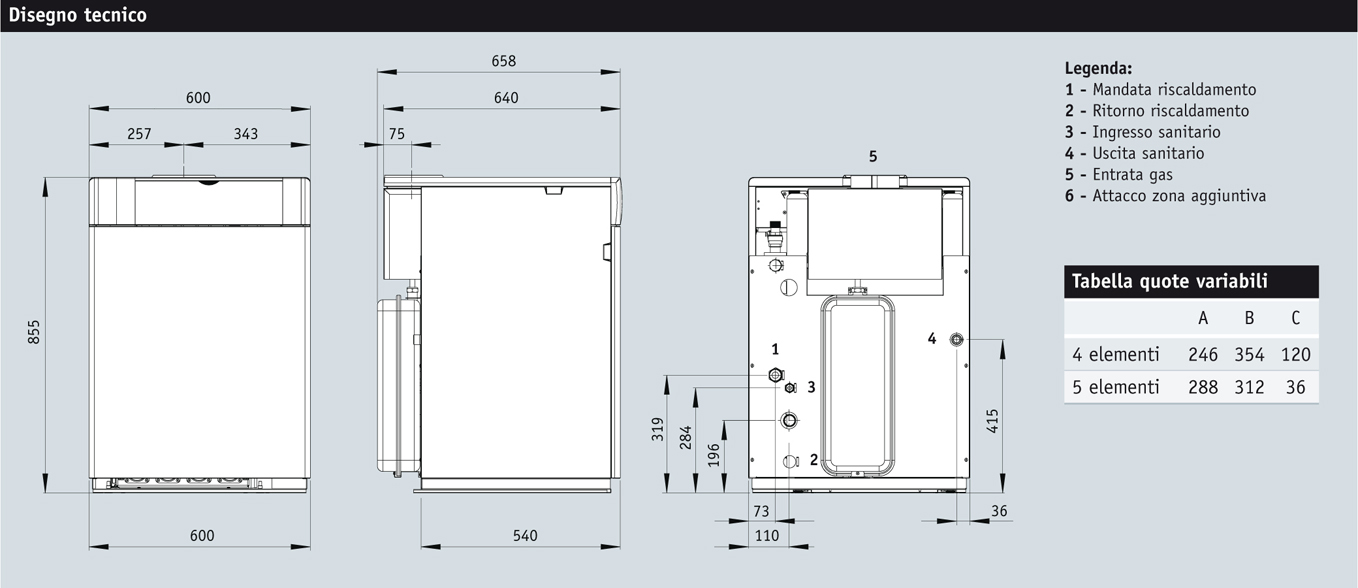 Disegno tecnico
658
600
640
257
343
75
855
600
540
5
1
3
4
2
319
284
196
415
73
110
36
Legenda:
1 - Mandata riscaldamento
2 - Ritorno riscaldamento
3 - Ingresso sanitario
4 - Uscita sanitario
5 - Entrata gas
6 - Attacco zona aggiuntiva
Tabella quote variabili
A B C
4 elementi 246 354 120
5 elementi 288 312 36